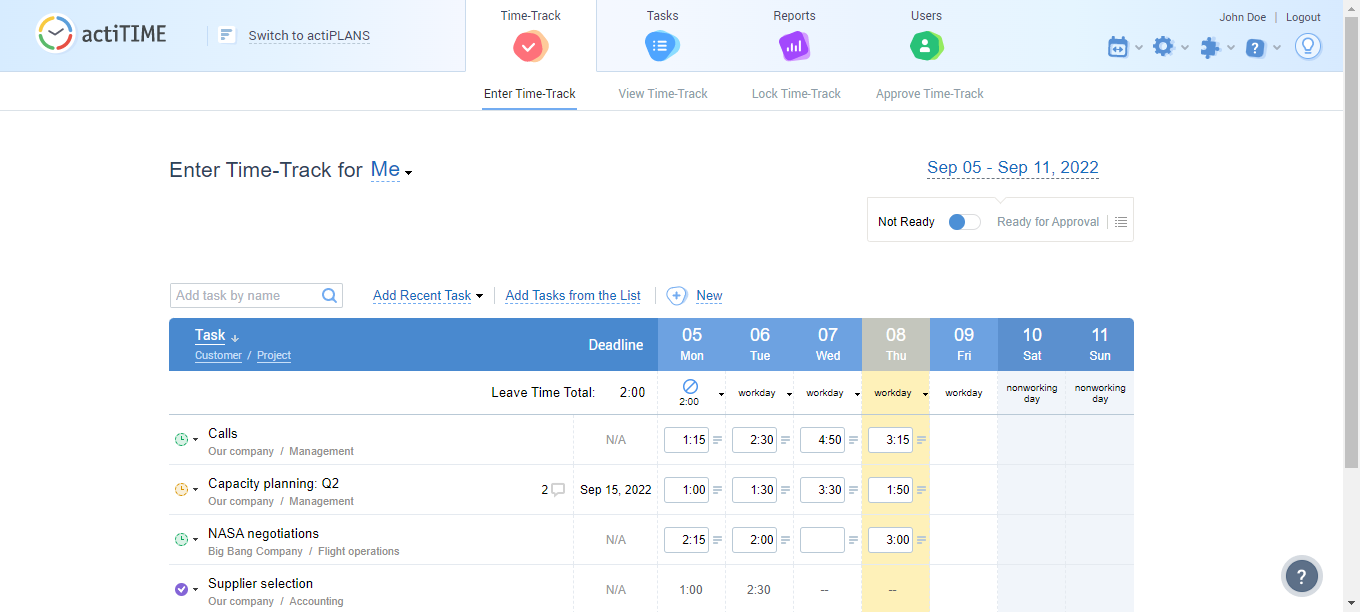 actiTIME
Switch to actiPLANS
Time-Track
Tasks
Reports
Users
John Doe | Logout
?
Enter Time-Track
View Time-Track
Lock Time-Track
Approve Time-Track
Enter Time-Track for Me
Sep 05 - Sep 11, 2022
Not Ready
Ready for Approval
Add task by name
Add Recent Task
Add Tasks from the List
New
Task ↓
Customer / Project
Deadline
05 Mon
06 Tue
07 Wed
08 Thu
09 Fri
10 Sat
11 Sun
Leave Time Total: 2:00
2:00
workday
workday
workday
workday
nonworking day
nonworking day
Calls
Our company / Management
N/A 1:15 2:30 4:50 3:15
Capacity planning: Q2
Our company / Management
2 Sep 15, 2022 1:00 1:30 3:30 1:50
NASA negotiations
Big Bang Company / Flight operations
N/A 2:15 2:00 3:00
Supplier selection
Our company / Accounting
N/A 1:00 2:30 -- --
?